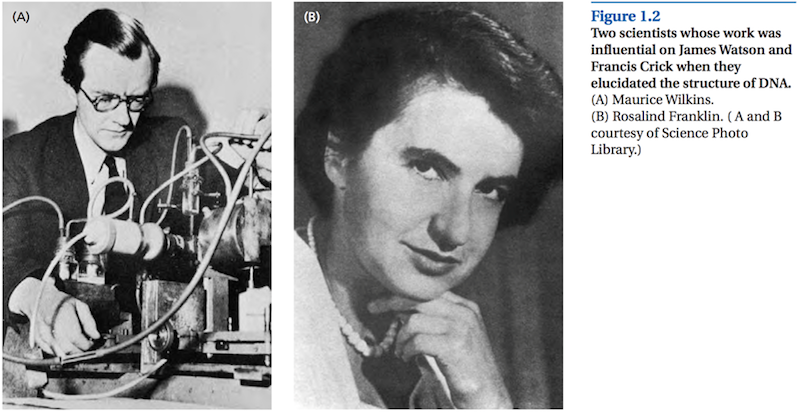 (A)
(B)
Figure 1.2
Two scientists whose work was
influential on James Watson and
Francis Crick when they
elucidated the structure of DNA.
(A) Maurice Wilkins.
(B) Rosalind Franklin. ( A and B
courtesy of Science Photo
Library.)